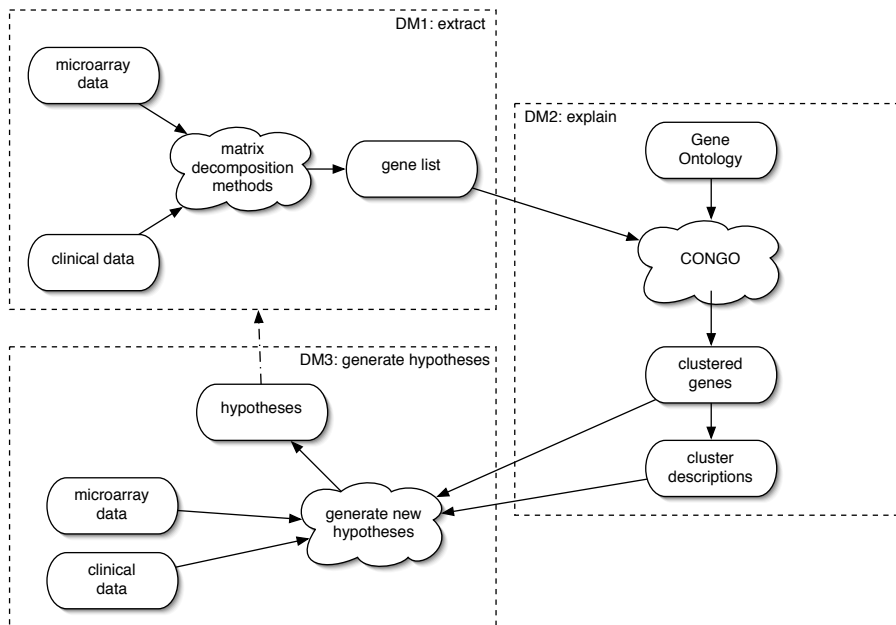 DM1: extract
microarray
data
matrix
decomposition
methods
gene list
clinical data
DM2: explain
Gene
Ontology
CONGO
clustered
genes
cluster
descriptions
DM3: generate hypotheses
hypotheses
microarray
data
generate new
hypotheses
clinical
data